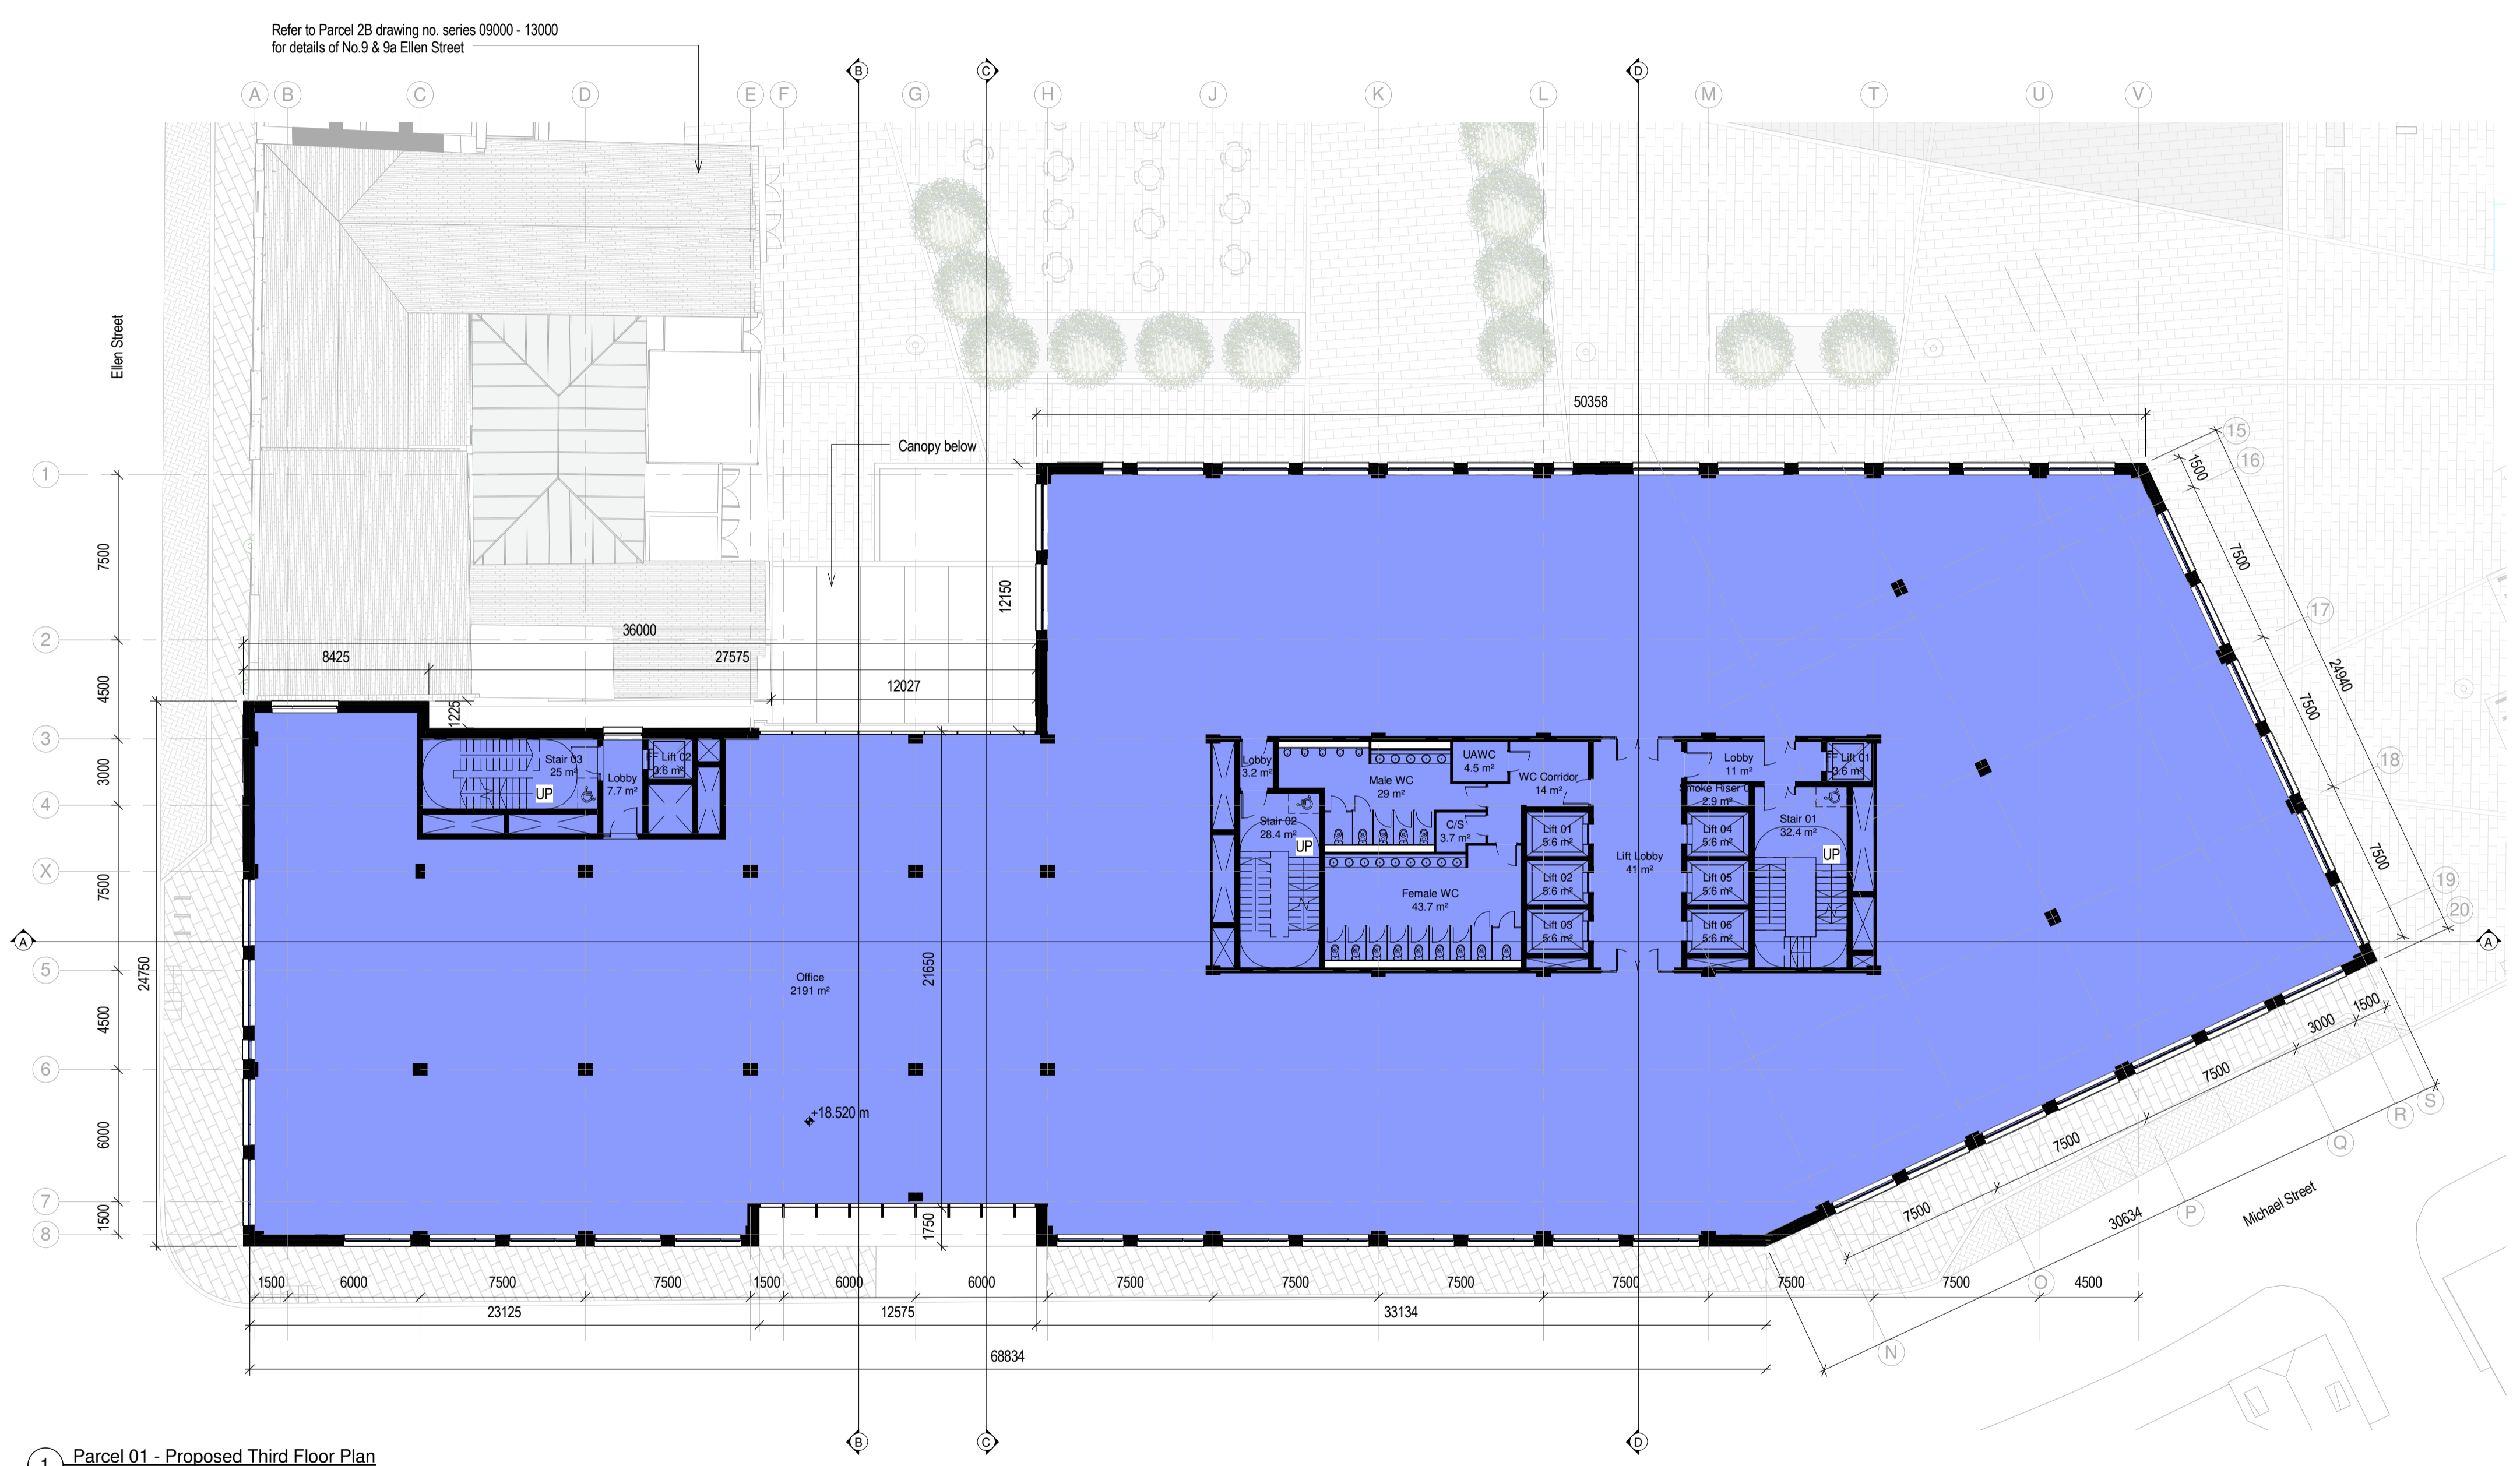 Refer to Parcel 2B drawing no. series 09000 - 13000
for details of No.9 & 9a Ellen Street
B
C
D
A
B
C
D
E
F
G
H
J
K
L
M
T
U
V
Ellen Street
50358
Canopy below
15
16
1
1500
7500
7500
12150
17
2
36000
8425
27575
24940
4500
12027
7500
1225
3
Stair 03
25 m²
FF Lift 02
3.6 m²
Lobby
7.7 m²
UP
3000
Lobby
3.2 m²
Male WC
29 m²
UAWC
4.5 m²
WC Corridor
14 m²
Lobby
11 m²
FF Lift 01
3.6 m²
18
4
Smoke Riser
2.9 m²
Stair 02
28.4 m²
UP
C/S
3.7 m²
Lift 01
5.6 m²
Lift 04
5.6 m²
Stair 01
32.4 m²
UP
Lift Lobby
41 m²
7500
X
7500
Female WC
43.7 m²
Lift 02
5.6 m²
Lift 05
5.6 m²
19
20
Lift 03
5.6 m²
Lift 06
5.6 m²
A
A
5
24750
Office
2191 m²
21650
1500
3000
4500
6
7500
S
R
+18.520 m
6000
7500
Q
7
1500
1750
7500
P
Michael Street
30634
8
1500
6000
7500
7500
1500
6000
6000
7500
7500
7500
7500
7500
7500
O
4500
23125
12575
33134
N
68834
B
C
D
1
Parcel 01 - Proposed Third Floor Plan